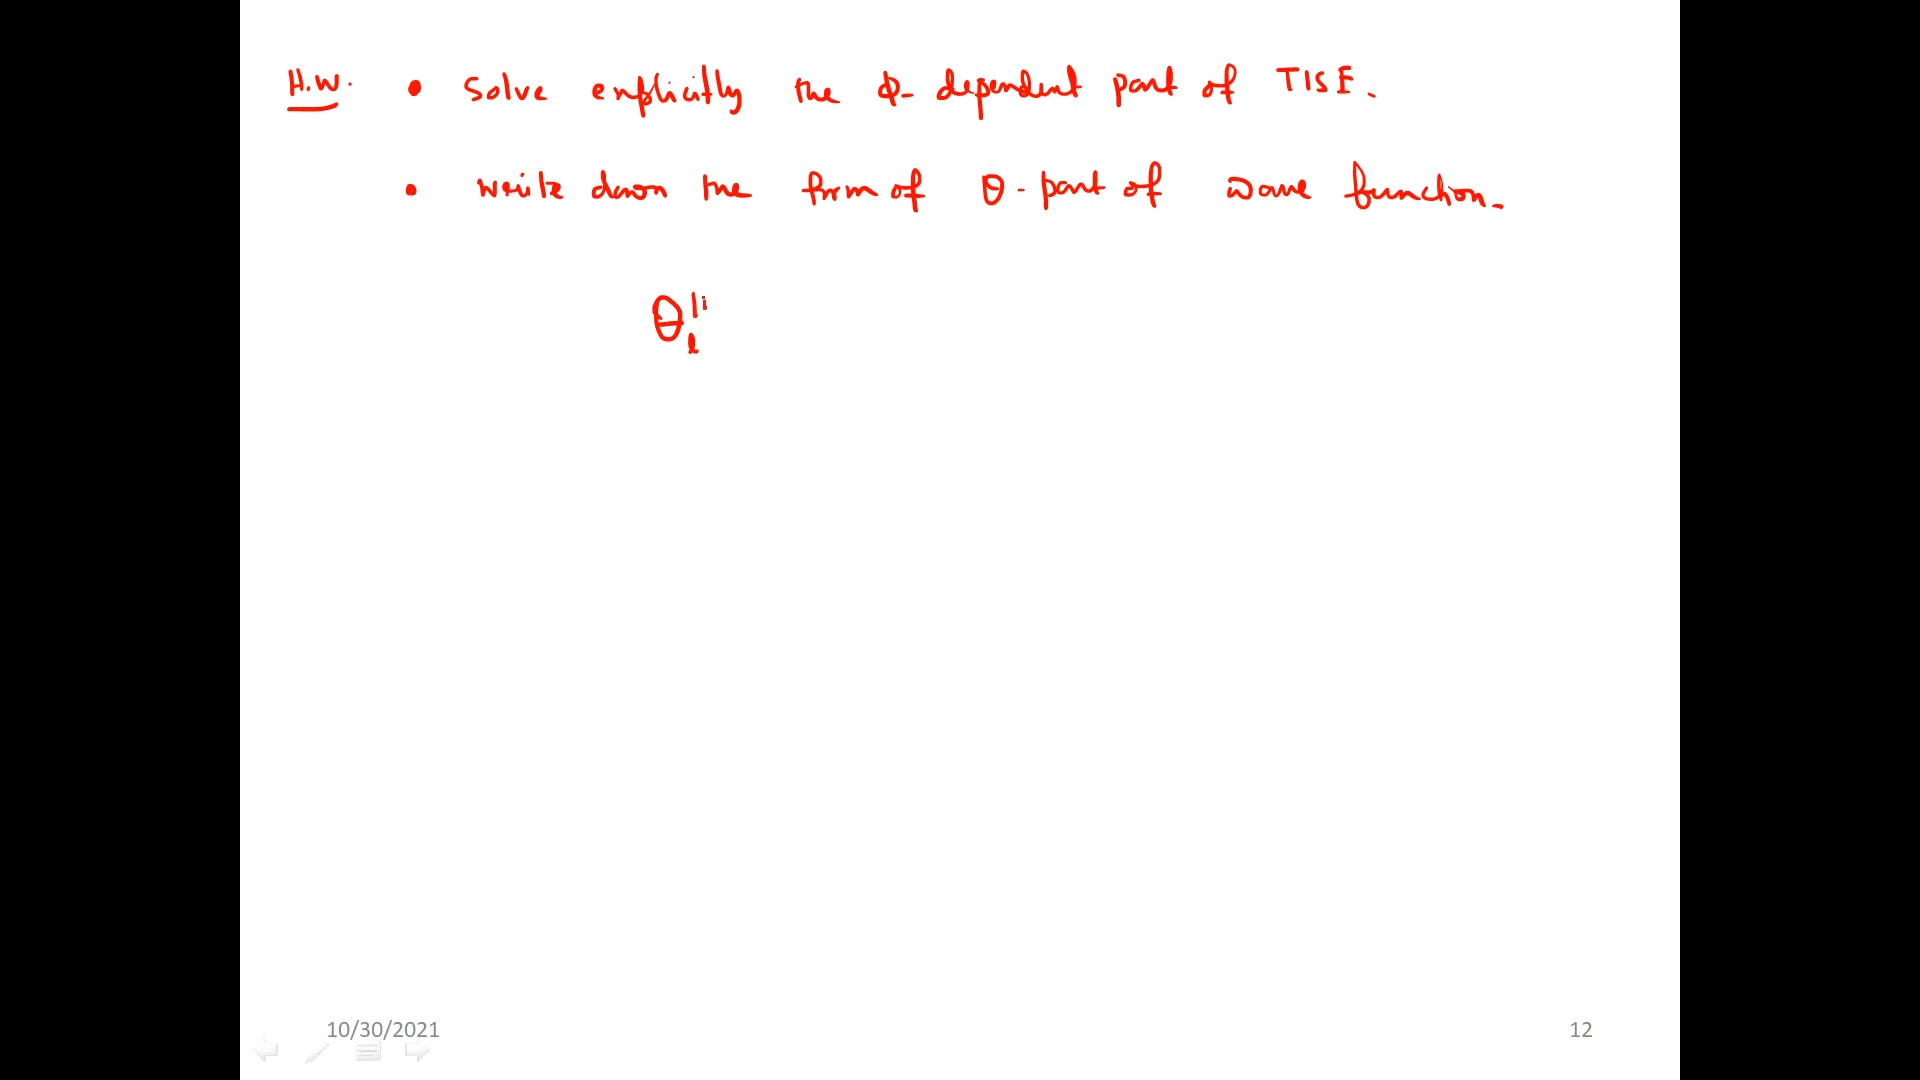 H.W. • Solve explicitly the Φ- dependent part of TISE.
• write down the form of θ - part of wave function.
Θ l
10/30/2021 12